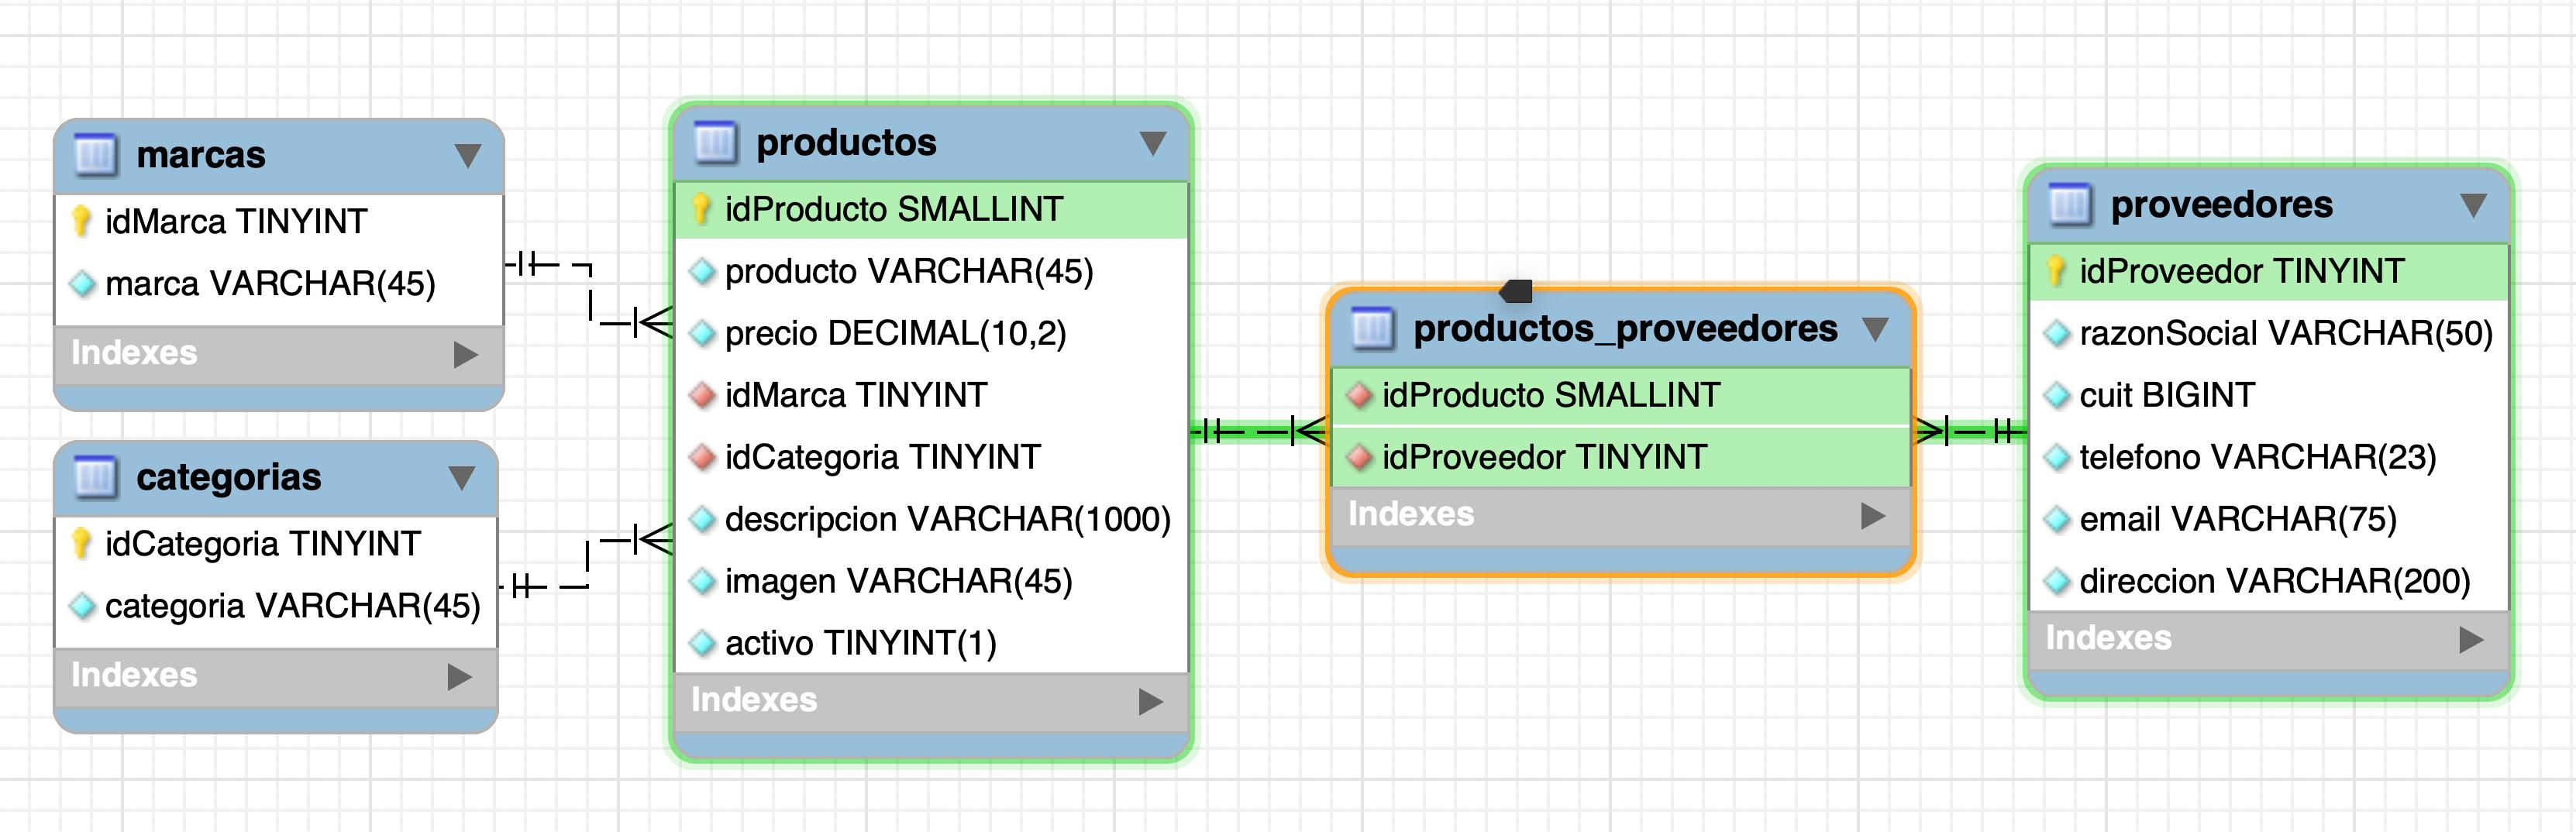 marcas
idMarca TINYINT
marca VARCHAR(45)
Indexes
categorias
idCategoria TINYINT
categoria VARCHAR(45)
Indexes
productos
idProducto SMALLINT
producto VARCHAR(45)
precio DECIMAL(10,2)
idMarca TINYINT
idCategoria TINYINT
descripcion VARCHAR(1000)
imagen VARCHAR(45)
activo TINYINT(1)
Indexes
productos_proveedores
idProducto SMALLINT
idProveedor TINYINT
Indexes
proveedores
idProveedor TINYINT
razonSocial VARCHAR(50)
cuit BIGINT
telefono VARCHAR(23)
email VARCHAR(75)
direccion VARCHAR(200)
Indexes